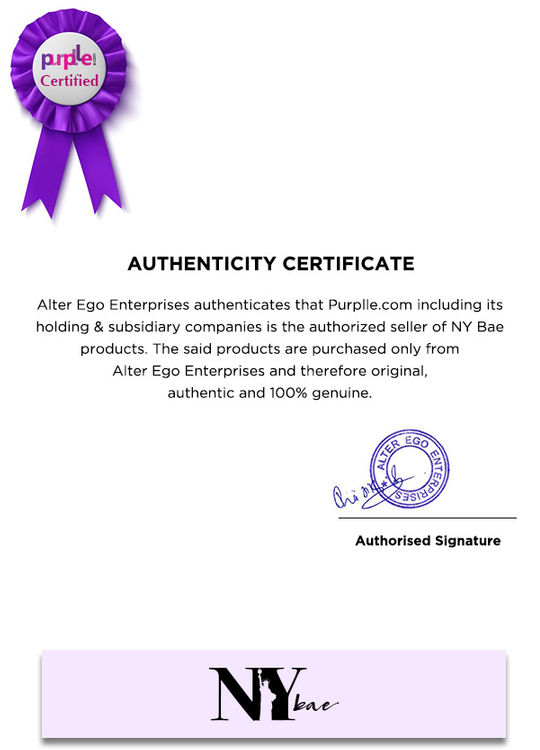 purplle.com
Certified
AUTHENTICITY CERTIFICATE
Alter Ego Enterprises authenticates that Purplle.com including its
holding & subsidiary companies is the authorized seller of NY Bae
products. The said products are purchased only from
Alter Ego Enterprises and therefore original,
authentic and 100% genuine.
ALTER EGO ENTERPRISES
Authorised Signature
NY bae